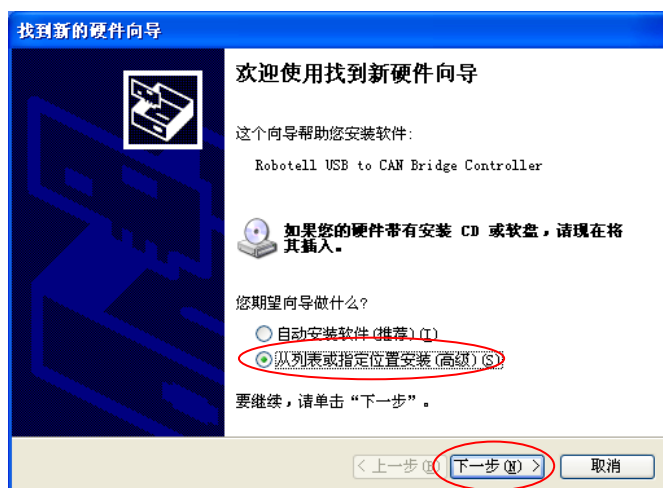 找到新的硬件向导
欢迎使用找到新硬件向导
这个向导帮助您安装软件:
Robotell USB to CAN Bridge Controller
如果您的硬件带有安装 CD 或软盘，请现在将
其插入。
您期望向导做什么?
自动安装软件(推荐)(I)
从列表或指定位置安装(高级)(S)
要继续，请单击“下一步”。
< 上一步(B) 下一步(N) > 取消